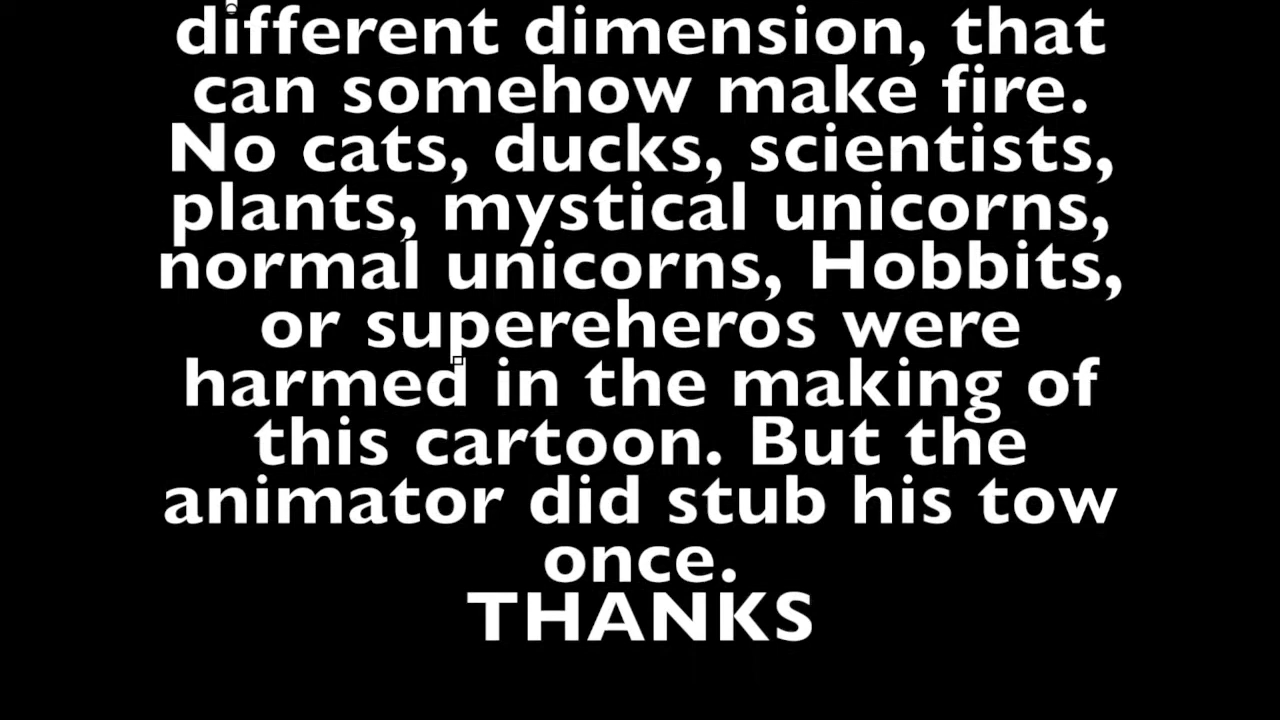 different dimension, that
can somehow make fire.
No cats, ducks, scientists,
plants, mystical unicorns,
normal unicorns, Hobbits,
or supereheros were
harmed in the making of
this cartoon. But the
animator did stub his tow
once.
THANKS